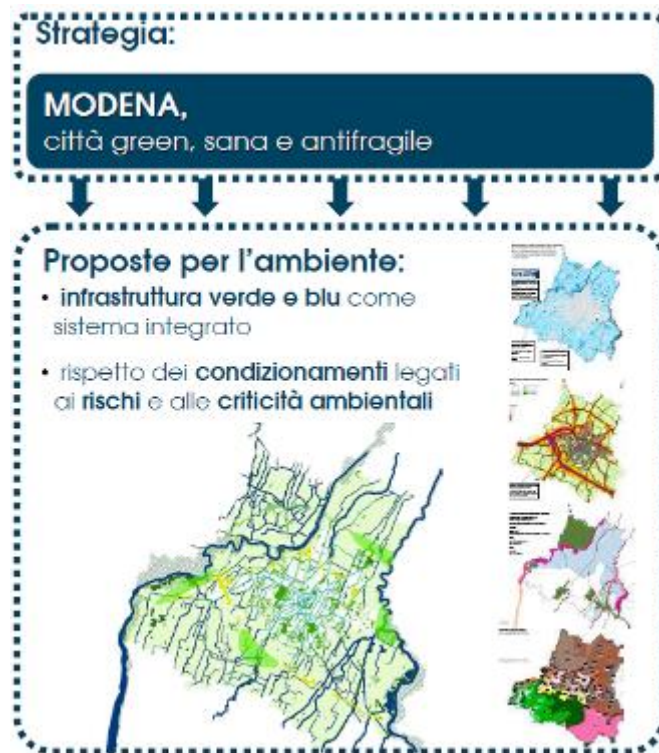 Strategia:
MODENA,
città green, sana e antifragile
Proposte per l'ambiente:
• infrastruttura verde e blu come
sistema integrato
• rispetto dei condizionamenti legati
ai rischi e alle criticità ambientali